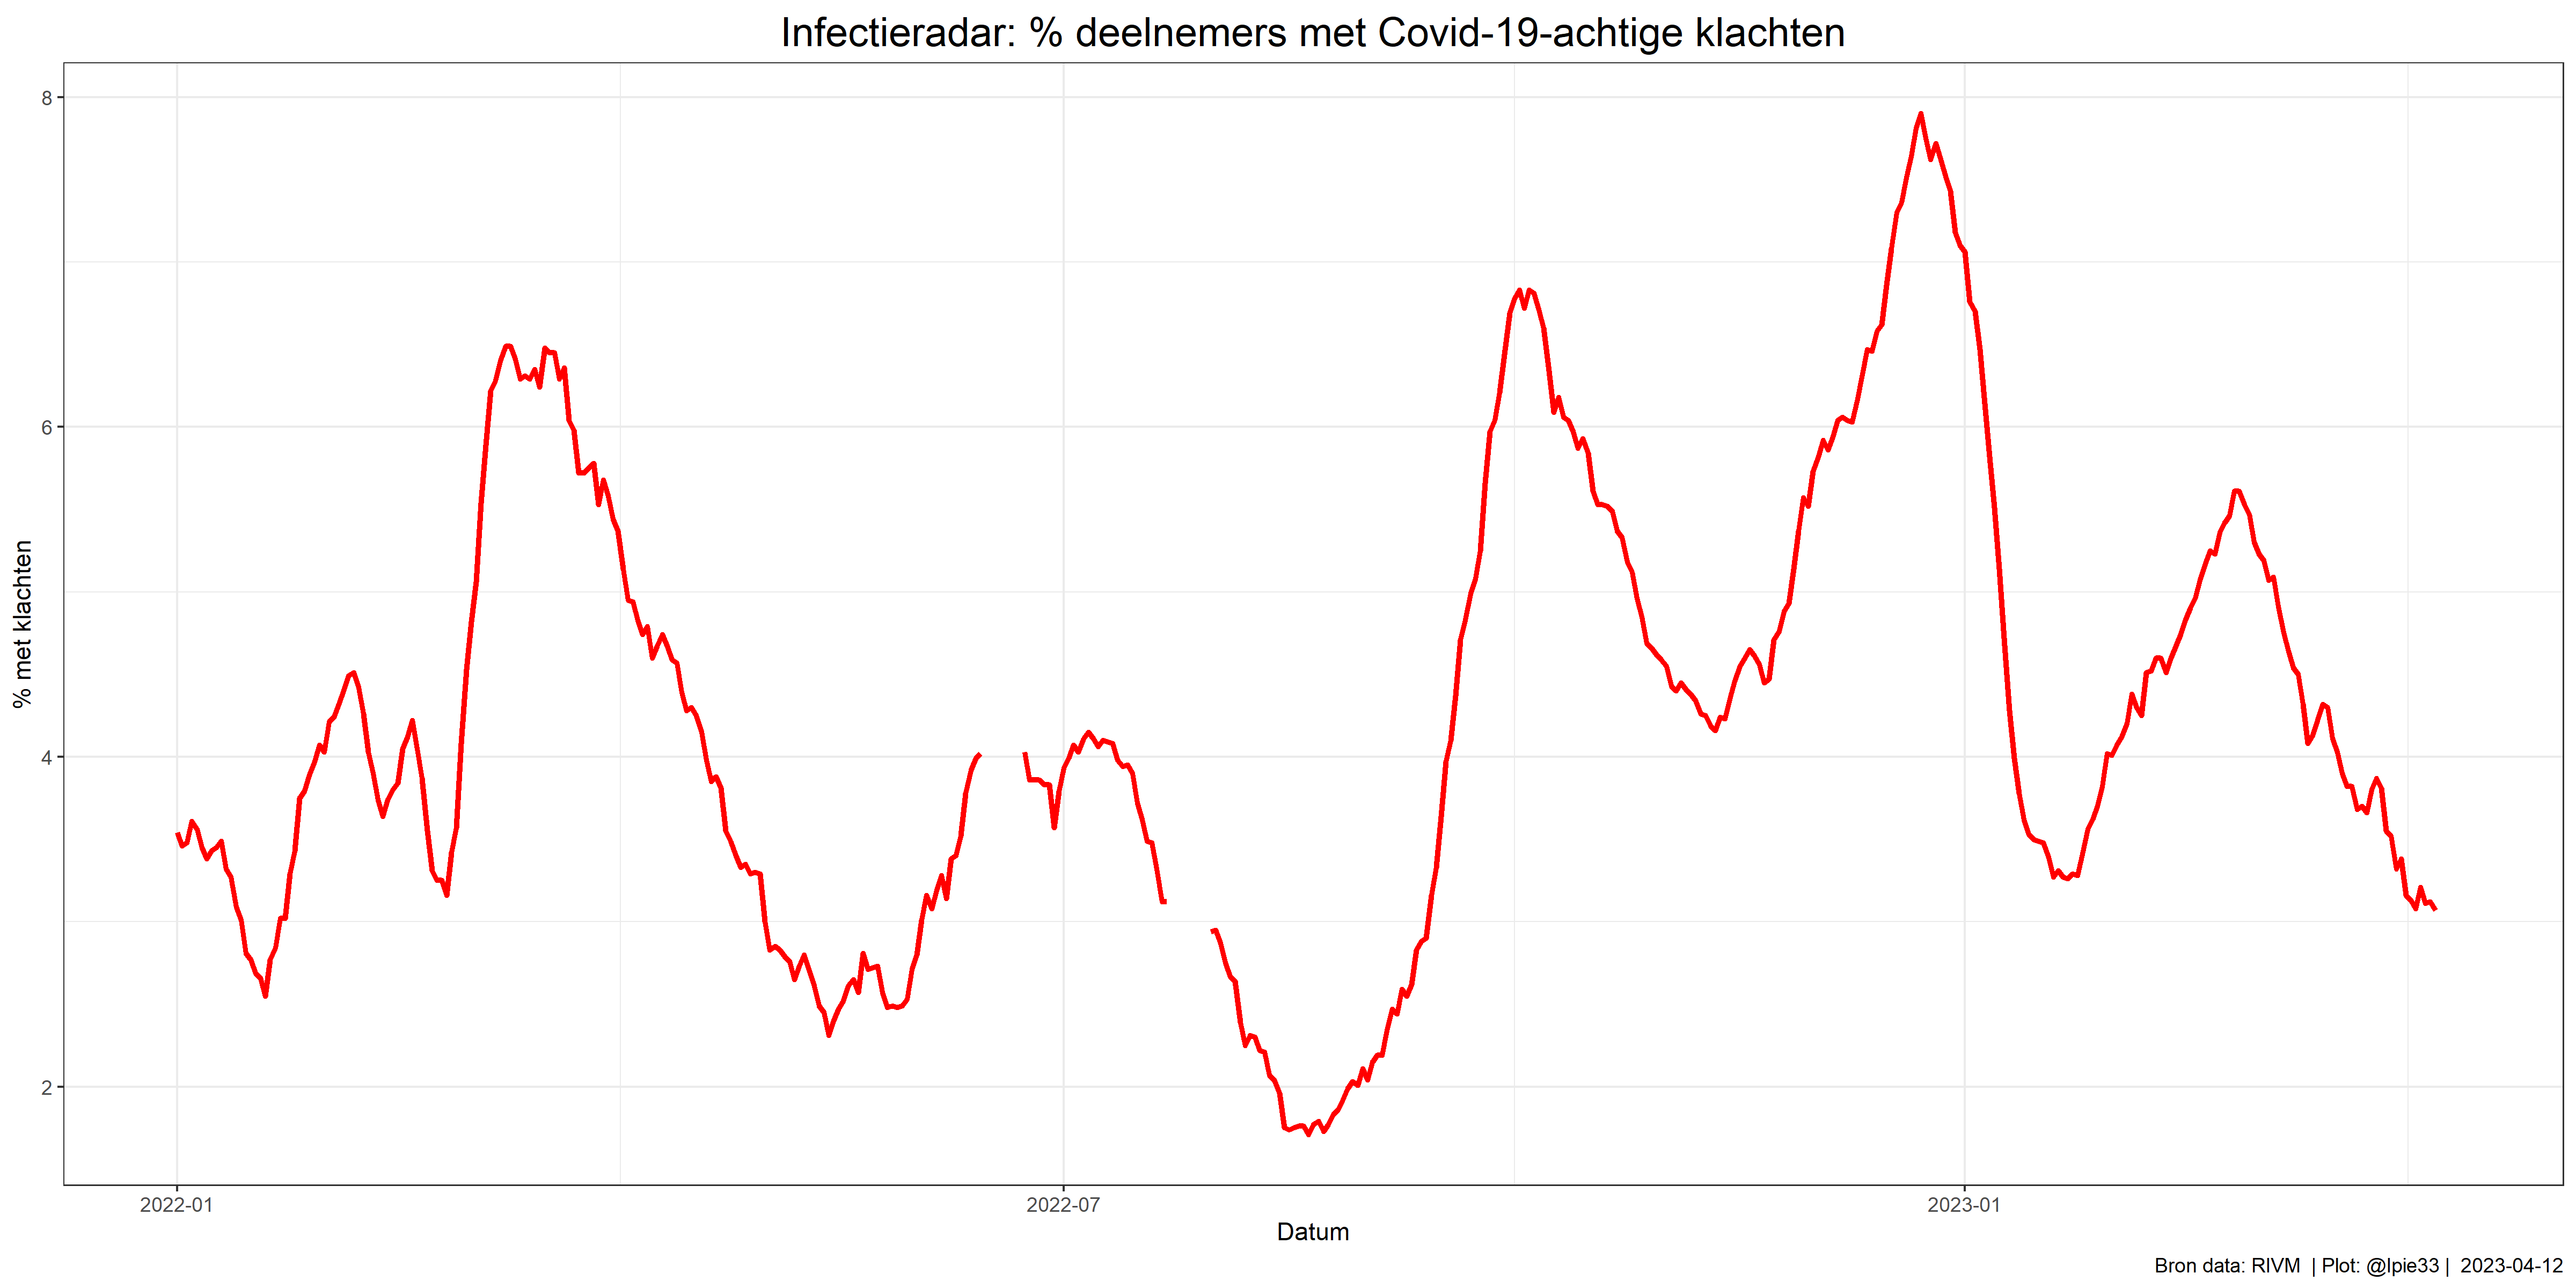 Infectieradar: % deelnemers met Covid-19-achtige klachten
8
6
4
2
% met klachten
2022-01
2022-07
2023-01
Datum
Bron data: RIVM | Plot: @lpie33 | 2023-04-12